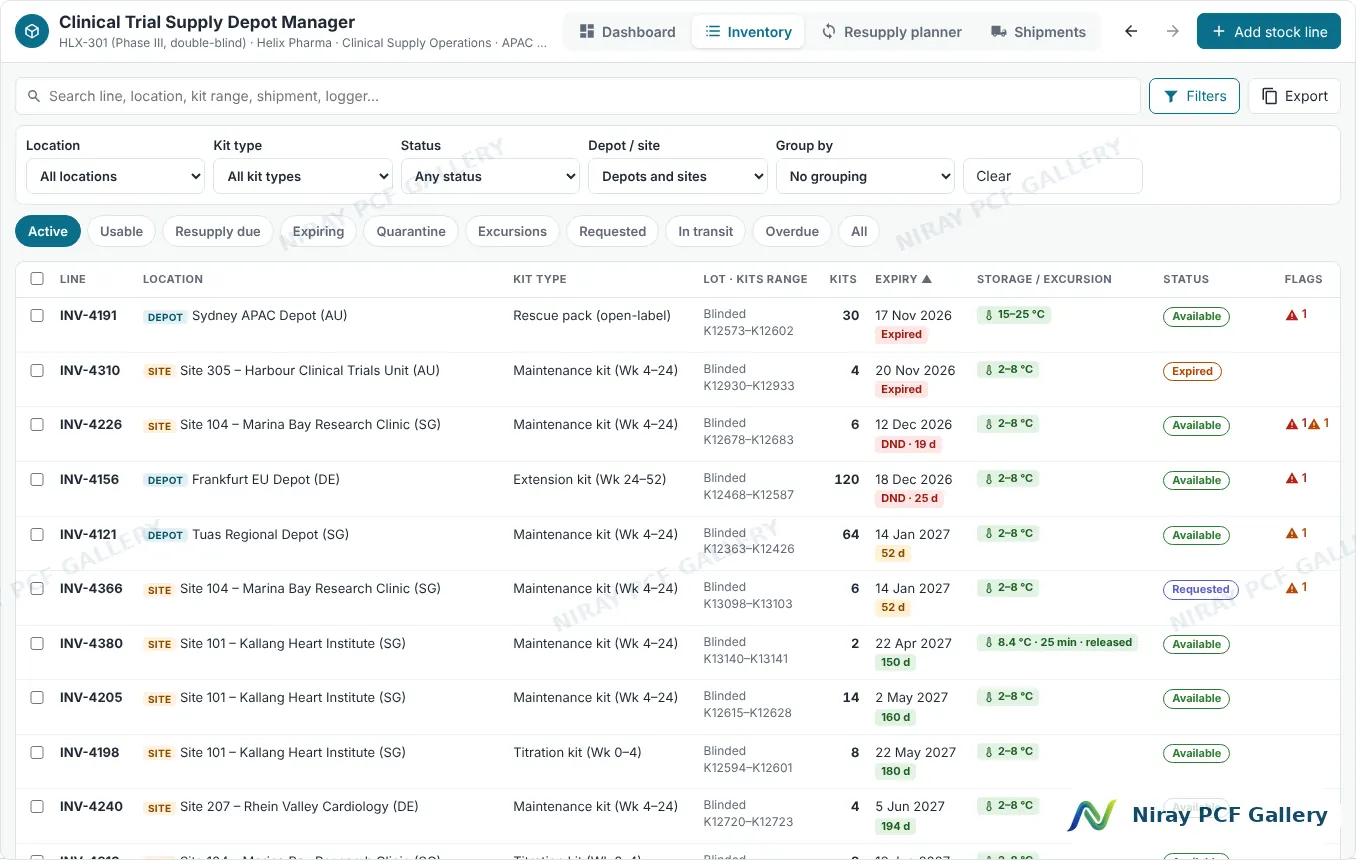 Clinical Trial Supply Depot Manager
HLX-301 (Phase III, double-blind) · Helix Pharma · Clinical Supply Operations · APAC ...
Dashboard
Inventory
Resupply planner
Shipments
+ Add stock line
Search line, location, kit range, shipment, logger...
Filters
Export
Location
Kit type
Status
Depot / site
Group by
All locations
All kit types
Any status
Depots and sites
No grouping
Clear
Active
Usable
Resupply due
Expiring
Quarantine
Excursions
Requested
In transit
Overdue
All
LINE LOCATION KIT TYPE LOT · KITS RANGE KITS EXPIRY ▲ STORAGE / EXCURSION STATUS FLAGS
INV-4191 DEPOT Sydney APAC Depot (AU) Rescue pack (open-label) Blinded 30 17 Nov 2026 15–25 °C Available 1
K12573–K12602 Expired
INV-4310 SITE Site 305 – Harbour Clinical Trials Unit (AU) Maintenance kit (Wk 4–24) Blinded 4 20 Nov 2026 2–8 °C Expired
K12930–K12933 Expired
INV-4226 SITE Site 104 – Marina Bay Research Clinic (SG) Maintenance kit (Wk 4–24) Blinded 6 12 Dec 2026 2–8 °C Available 1 1
K12678–K12683 DND · 19 d
INV-4156 DEPOT Frankfurt EU Depot (DE) Extension kit (Wk 24–52) Blinded 120 18 Dec 2026 2–8 °C Available 1
K12468–K12587 DND · 25 d
INV-4121 DEPOT Tuas Regional Depot (SG) Maintenance kit (Wk 4–24) Blinded 64 14 Jan 2027 2–8 °C Available 1
K12363–K12426 52 d
INV-4366 SITE Site 104 – Marina Bay Research Clinic (SG) Maintenance kit (Wk 4–24) Blinded 6 14 Jan 2027 2–8 °C Requested 1
K13098–K13103 52 d
INV-4380 SITE Site 101 – Kallang Heart Institute (SG) Maintenance kit (Wk 4–24) Blinded 2 22 Apr 2027 8.4 °C · 25 min · released Available
K13140–K13141 150 d
INV-4205 SITE Site 101 – Kallang Heart Institute (SG) Maintenance kit (Wk 4–24) Blinded 14 2 May 2027 2–8 °C Available
K12615–K12628 160 d
INV-4198 SITE Site 101 – Kallang Heart Institute (SG) Titration kit (Wk 0–4) Blinded 8 22 May 2027 2–8 °C Available
K12594–K12601 180 d
INV-4240 SITE Site 207 – Rhein Valley Cardiology (DE) Maintenance kit (Wk 4–24) Blinded 4 5 Jun 2027 2–8 °C Available
K12720–K12723 194 d
Niray PCF Gallery
NIRAY PCF GALLERY
NIRAY PCF GALLERY
NIRAY PCF GALLERY
PCF GALLERY
NIRAY PCF GALL